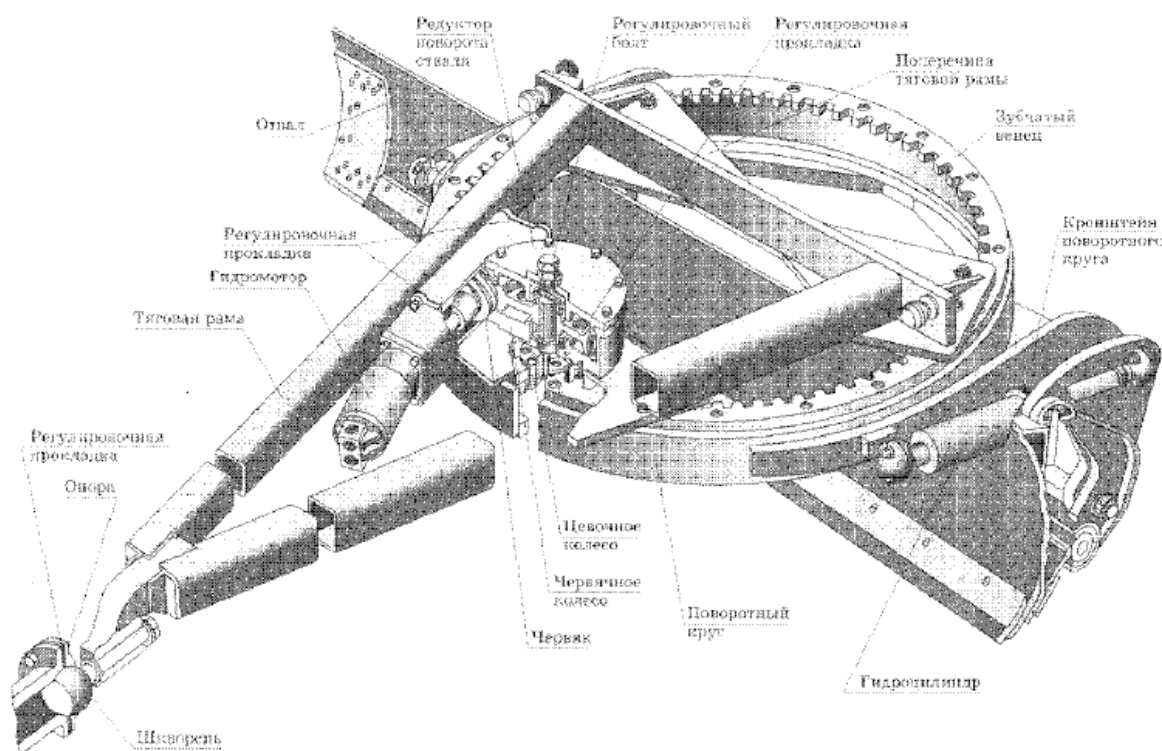 Редуктор
поворота
отвала
Регулировочный
болт
Регулировочная
прокладка
Поперечина
тяговой рамы
Отвал
Зубчатый
венец
Регулировочная
прокладка
Кронштейн
поворотного
круга
Гидромотор
Тяговая рама
Регулировочная
прокладка
Опора
Цевочное
колесо
Червячное
колесо
Червяк
Поворотный
круг
Гидроцилиндр
Шкворень